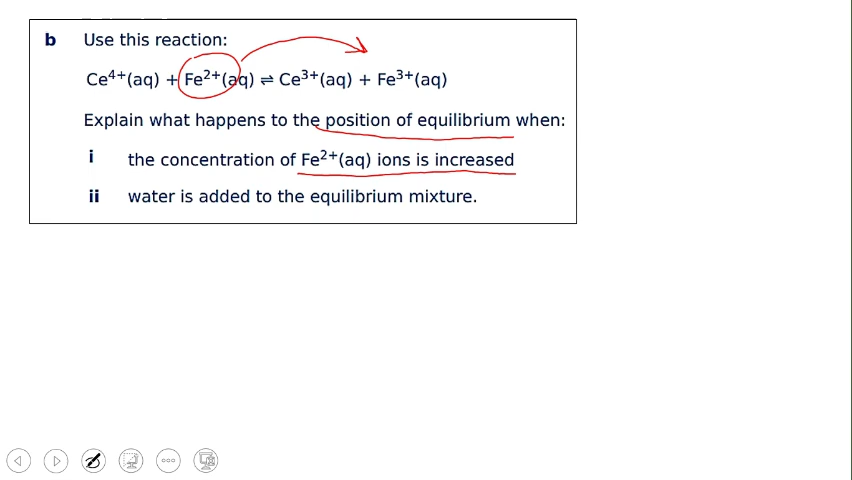 b Use this reaction:
Ce⁴⁺(aq) + Fe²⁺(aq) ⇌ Ce³⁺(aq) + Fe³⁺(aq)
Explain what happens to the position of equilibrium when:
i the concentration of Fe²⁺(aq) ions is increased
ii water is added to the equilibrium mixture.